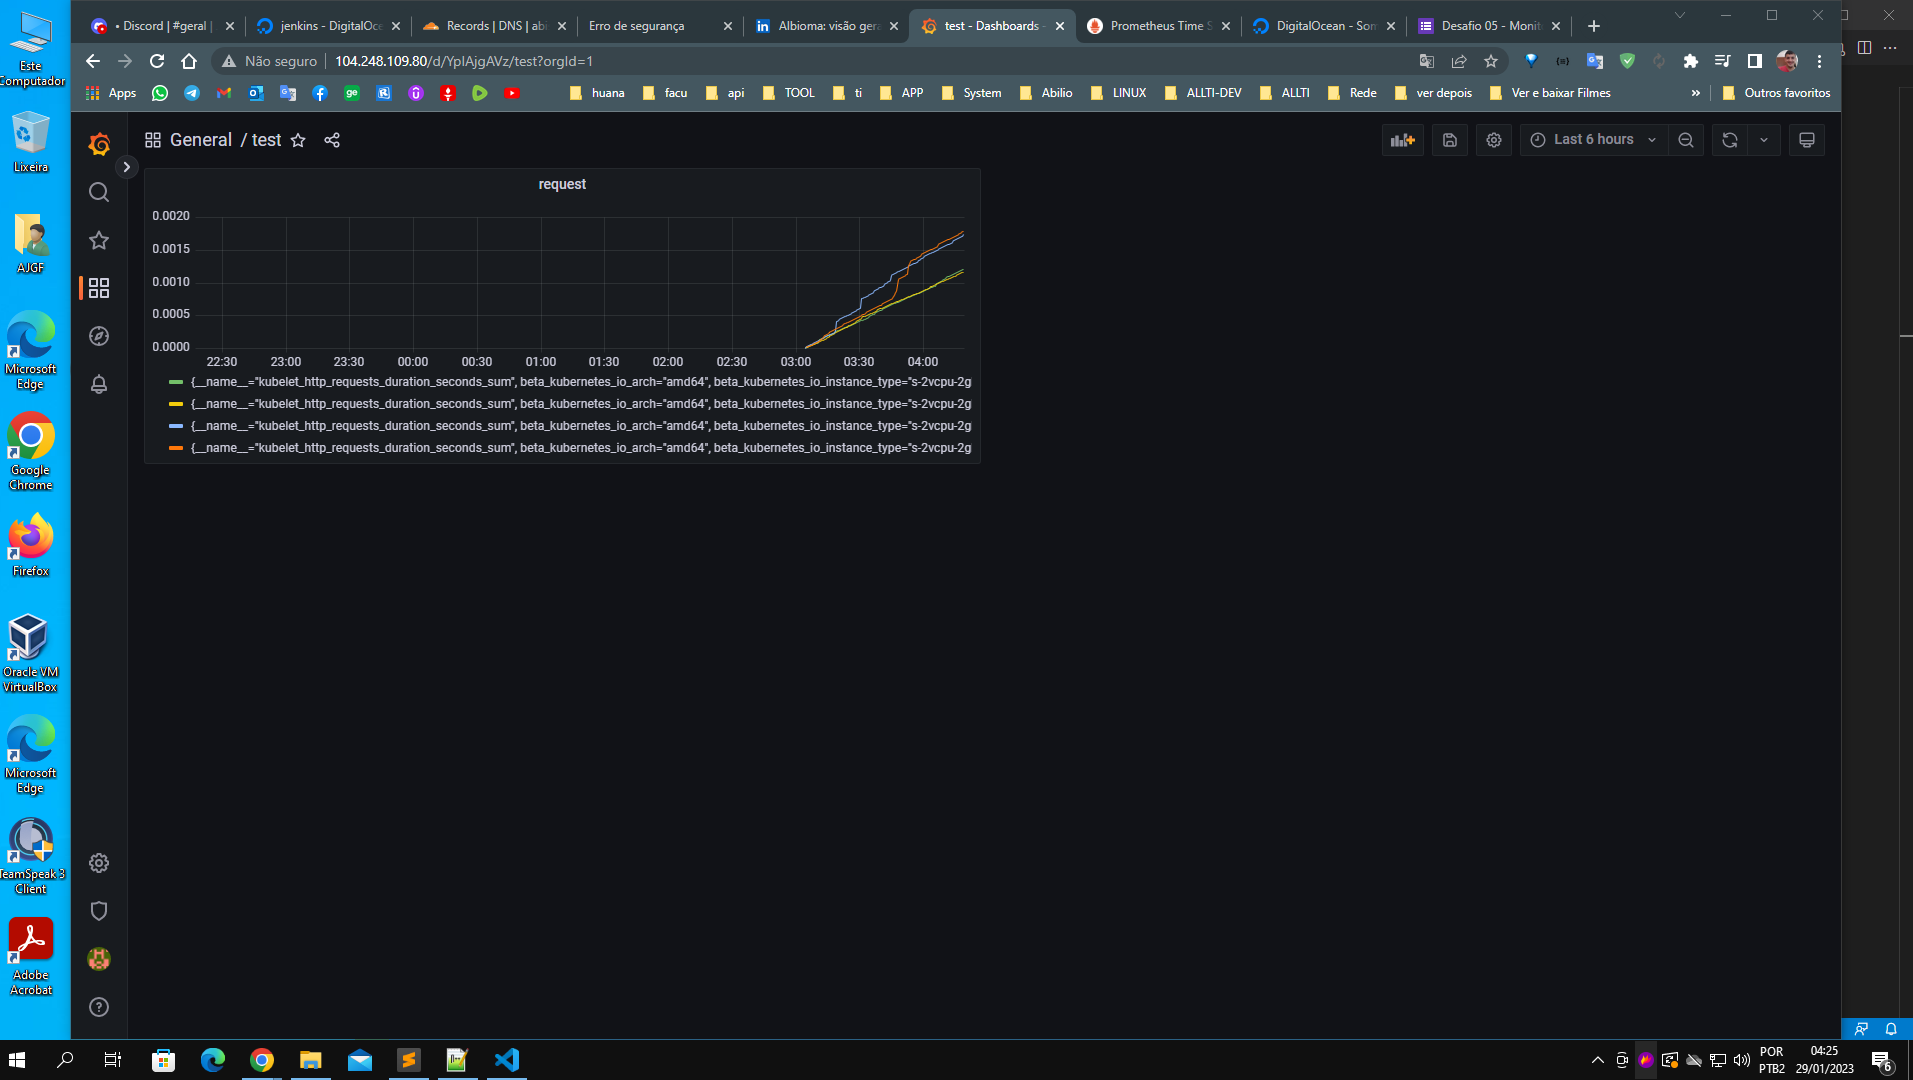 • Discord | #geral |
jenkins - DigitalOce
Records | DNS | abi
Erro de segurança
Albioma: visão gera
test - Dashboards -
Prometheus Time S
DigitalOcean - Som
Desafio 05 - Monito
Não seguro
104.248.109.80/d/YpIAjgAVz/test?orgId=1
Apps
huana
facu
api
TOOL
ti
APP
System
Abilio
LINUX
ALLTI-DEV
ALLTI
Rede
ver depois
Ver e baixar Filmes
»
Outros favoritos
General / test
Last 6 hours
request
0.0020
0.0015
0.0010
0.0005
0.0000
22:30 23:00 23:30 00:00 00:30 01:00 01:30 02:00 02:30 03:00 03:30 04:00
{__name__="kubelet_http_requests_duration_seconds_sum", beta_kubernetes_io_arch="amd64", beta_kubernetes_io_instance_type="s-2vcpu-2g
{__name__="kubelet_http_requests_duration_seconds_sum", beta_kubernetes_io_arch="amd64", beta_kubernetes_io_instance_type="s-2vcpu-2g
{__name__="kubelet_http_requests_duration_seconds_sum", beta_kubernetes_io_arch="amd64", beta_kubernetes_io_instance_type="s-2vcpu-2g
{__name__="kubelet_http_requests_duration_seconds_sum", beta_kubernetes_io_arch="amd64", beta_kubernetes_io_instance_type="s-2vcpu-2g
Este
Computador
Lixeira
AJGF
Microsoft
Edge
Google
Chrome
Firefox
Oracle VM
VirtualBox
Microsoft
Edge
TeamSpeak 3
Client
Adobe
Acrobat
POR
PTB2
04:25
29/01/2023
6